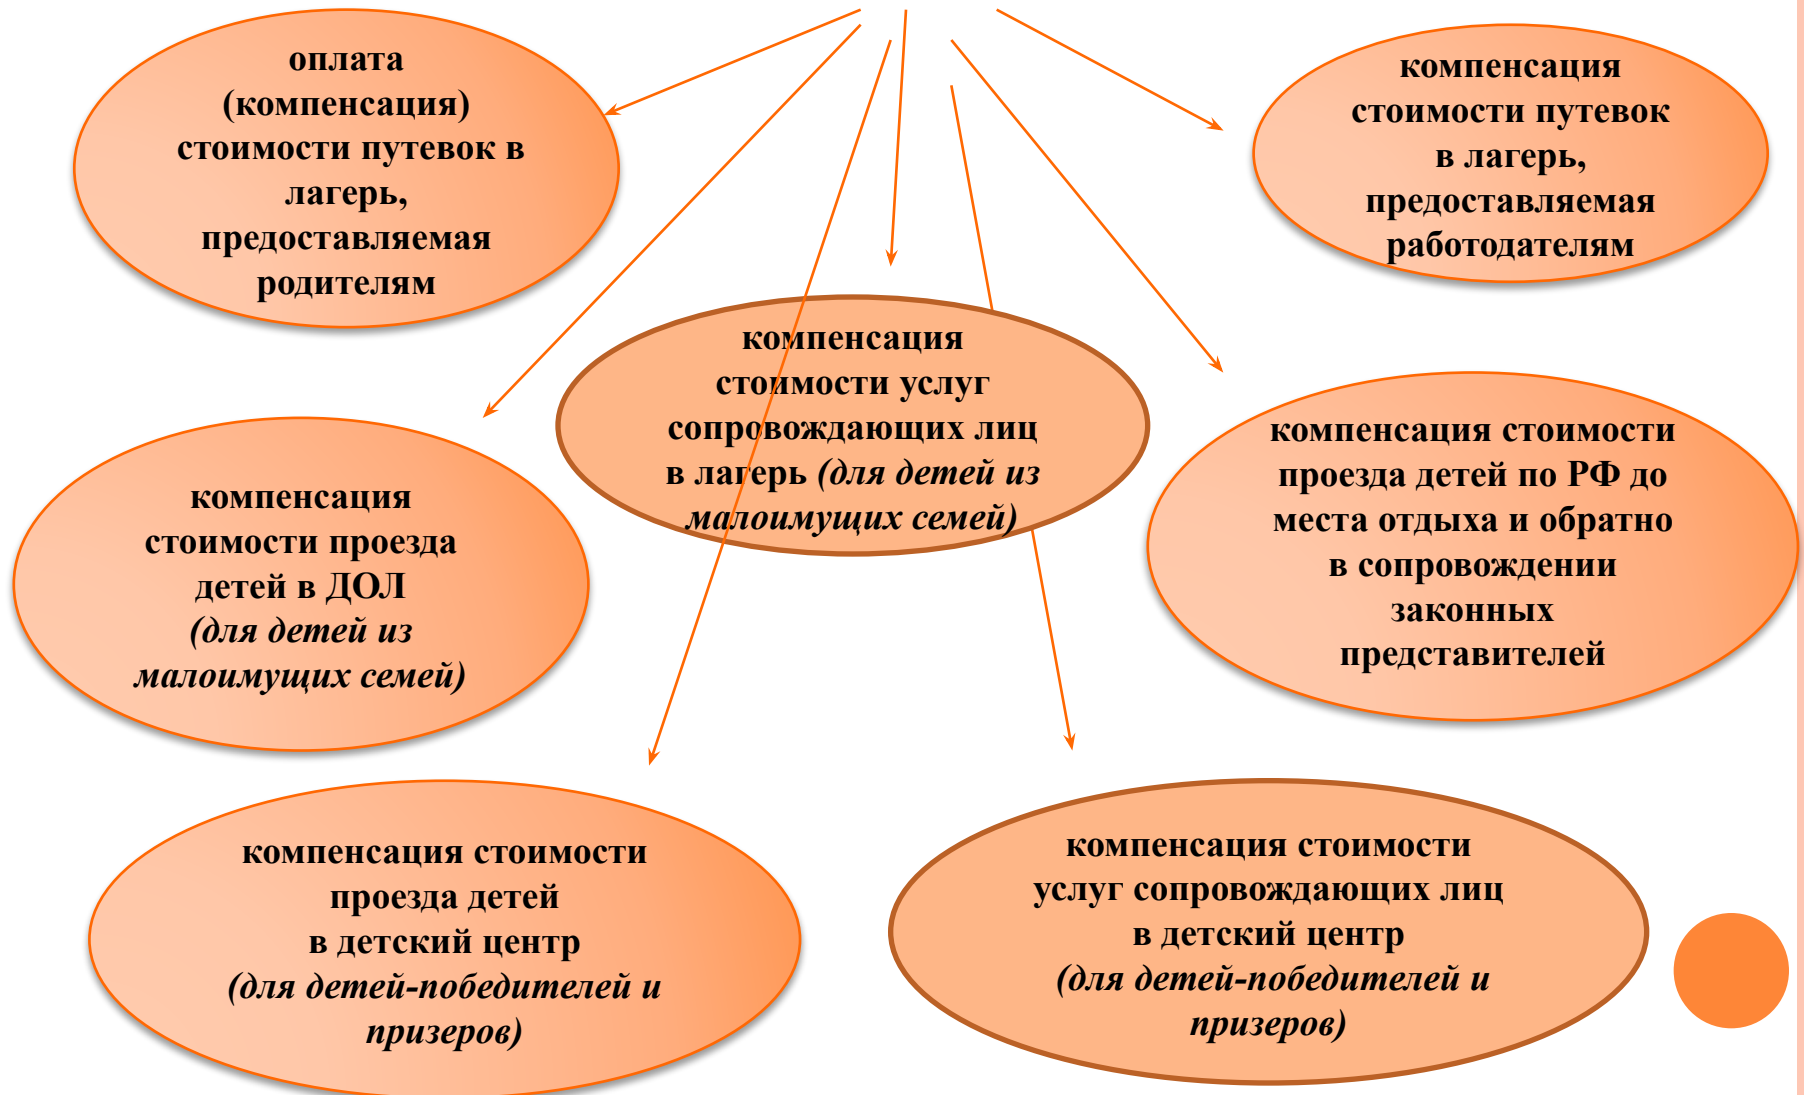 оплата
(компенсация)
стоимости путевок в
лагерь,
предоставляемая
родителям
компенсация
стоимости путевок
в лагерь,
предоставляемая
работодателям
компенсация
стоимости услуг
сопровождающих лиц
в лагерь (для детей из
малоимущих семей)
компенсация
стоимости проезда
детей в ДОЛ
(для детей из
малоимущих семей)
компенсация стоимости
проезда детей по РФ до
места отдыха и обратно
в сопровождении
законных
представителей
компенсация стоимости
проезда детей
в детский центр
(для детей-победителей и
призеров)
компенсация стоимости
услуг сопровождающих лиц
в детский центр
(для детей-победителей и
призеров)